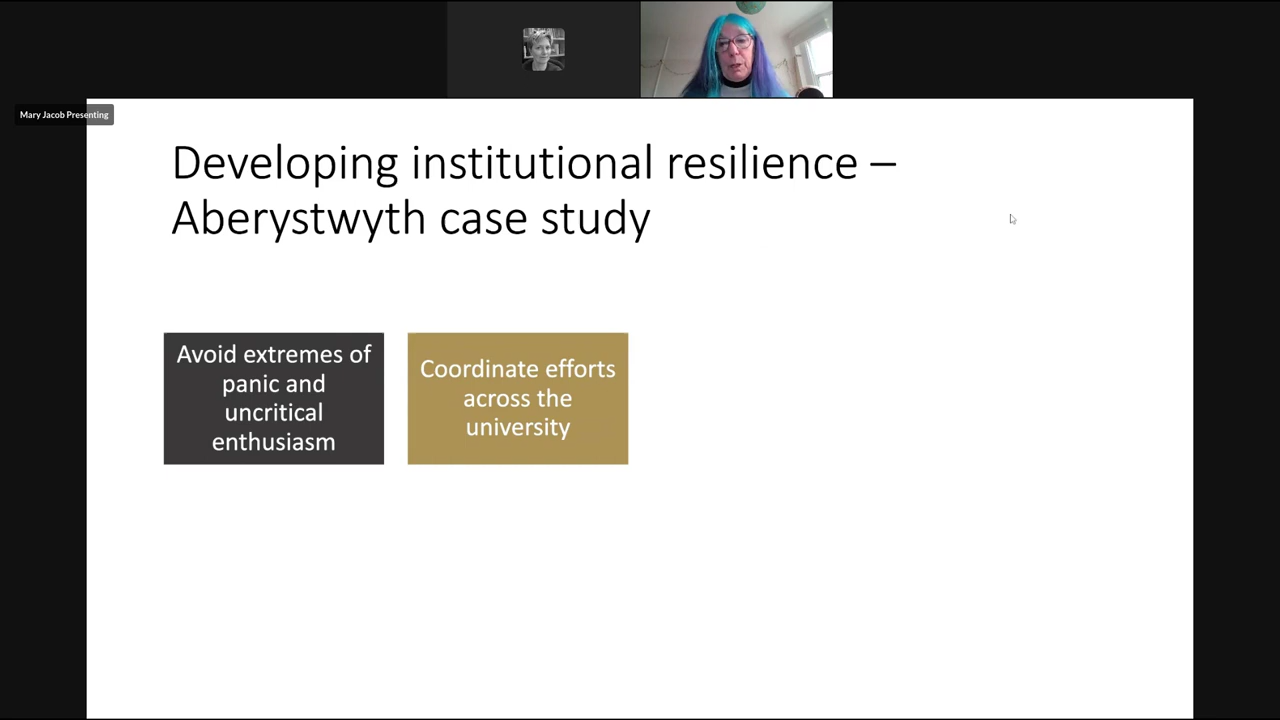 Mary Jacob Presenting
Developing institutional resilience –
Aberystwyth case study
Avoid extremes of
panic and
uncritical
enthusiasm
Coordinate efforts
across the
university